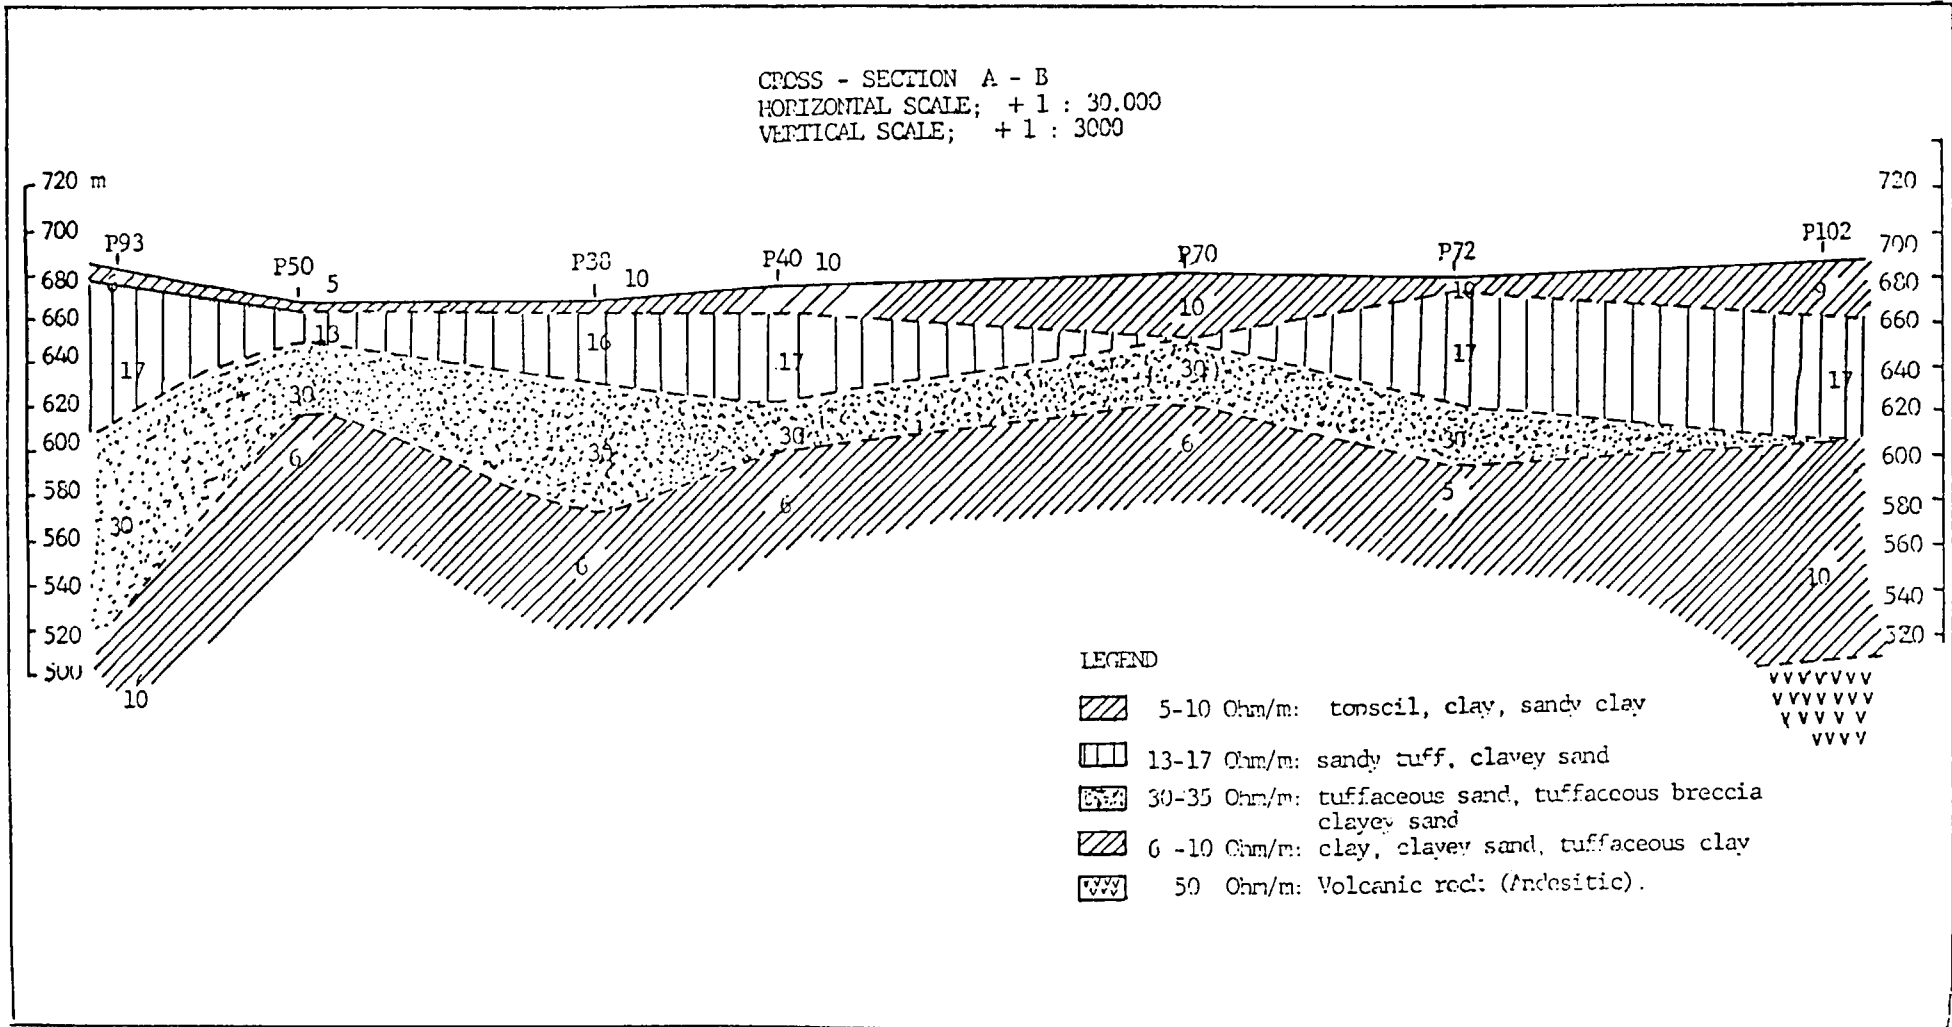 CROSS - SECTION A - B
HORIZONTAL SCALE; + 1 : 30.000
VERTICAL SCALE; + 1 : 3000
720 m
700
680
660
640
620
600
580
560
540
520
500
720
700
680
660
640
620
600
580
560
540
520
P93
P50 5
P38 10
P40 10
P70
P72
P102
13
16
17
17
10
10
9
17
17
30
30
35
30
30
30
6
6
6
6
5
10
10
LEGEND
5-10 Ohm/m: topsoil, clay, sandy clay
13-17 Ohm/m: sandy tuff, clayey sand
30-35 Ohm/m: tuffaceous sand, tuffaceous breccia
clayey sand
6 -10 Ohm/m: clay, clayey sand, tuffaceous clay
50 Ohm/m: Volcanic rock (Andesitic).